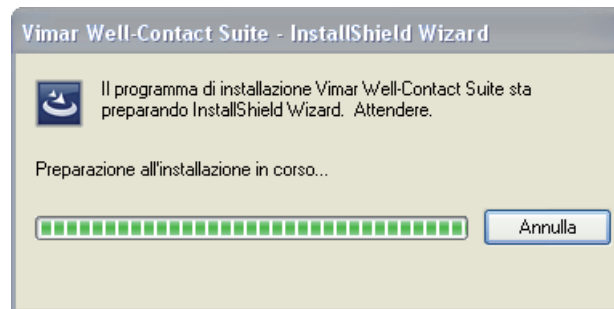 Vimar Well-Contact Suite - InstallShield Wizard
Il programma di installazione Vimar Well-Contact Suite sta
preparando InstallShield Wizard. Attendere.
Preparazione all'installazione in corso...
Annulla